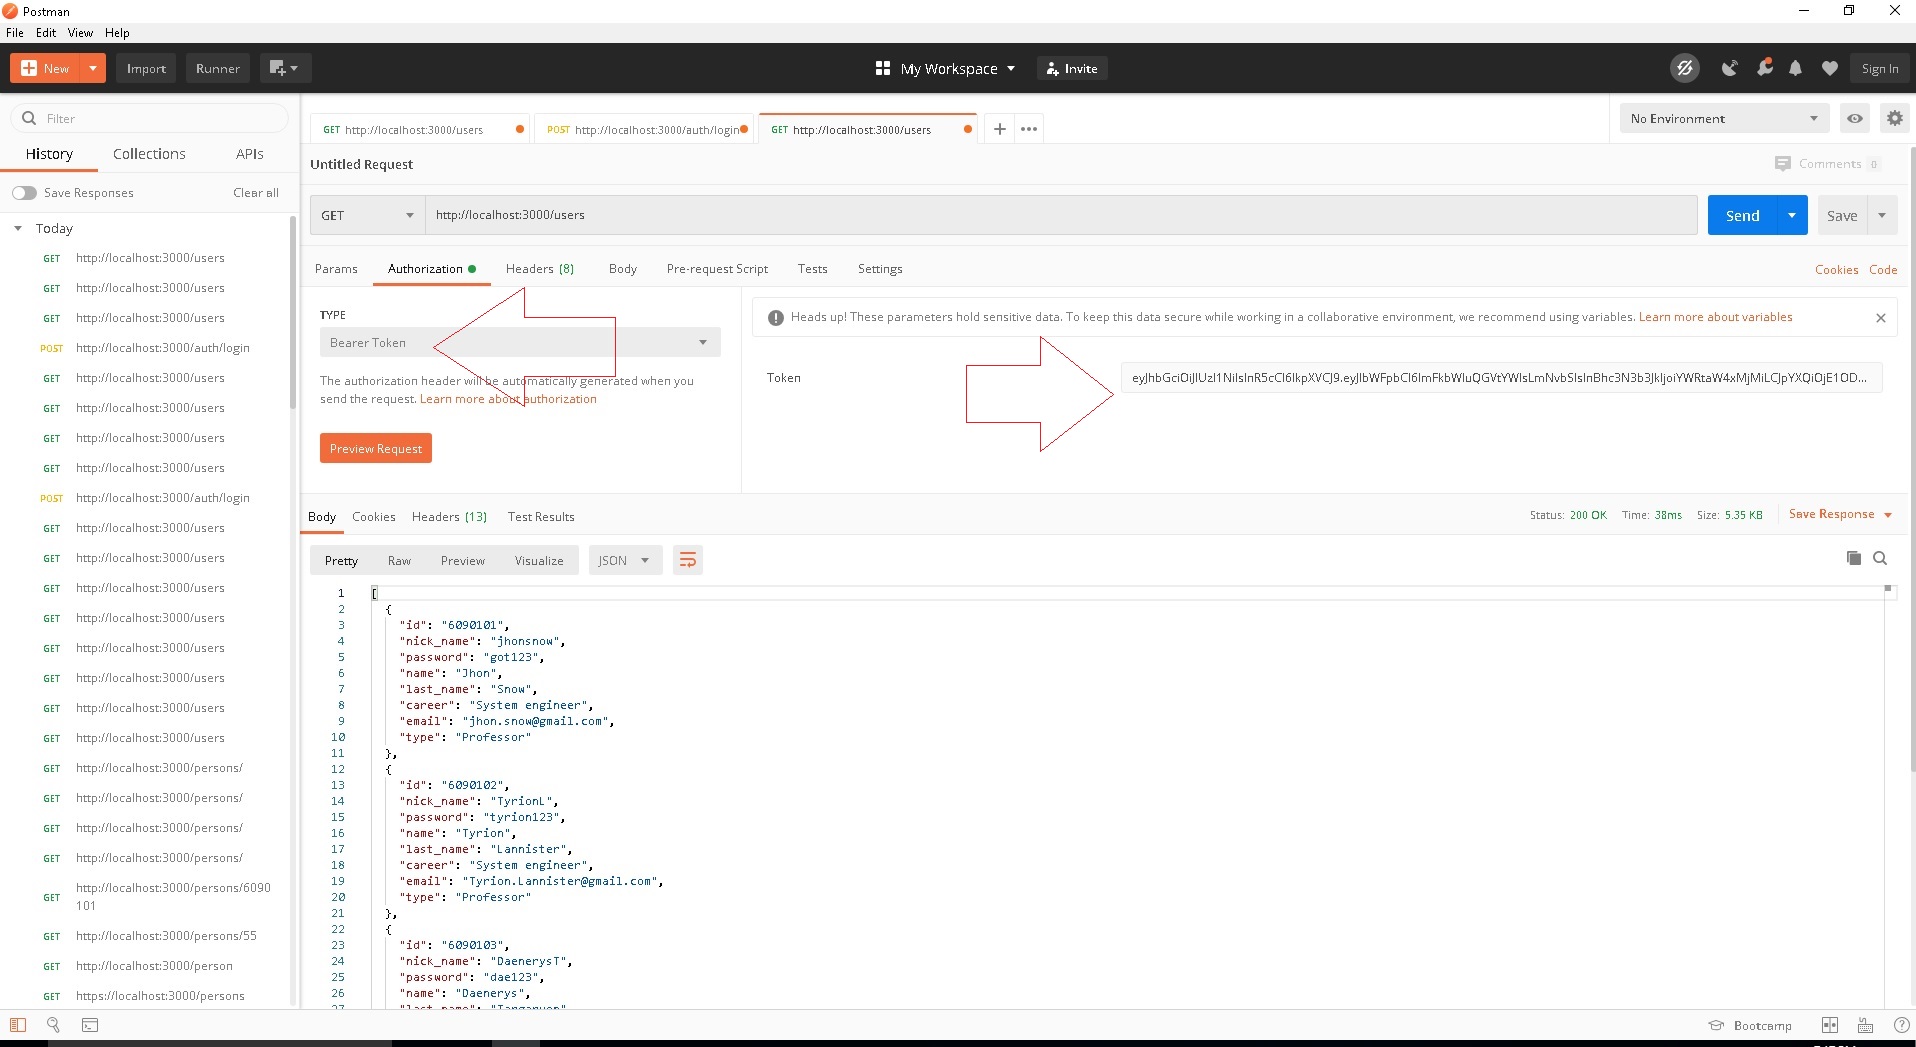 Postman
File Edit View Help
New Import Runner My Workspace Invite Sign In
Filter
History Collections APIs
Save Responses Clear all
Today
GET http://localhost:3000/users
GET http://localhost:3000/users
GET http://localhost:3000/users
POST http://localhost:3000/auth/login
GET http://localhost:3000/users
GET http://localhost:3000/users
GET http://localhost:3000/users
GET http://localhost:3000/users
POST http://localhost:3000/auth/login
GET http://localhost:3000/users
GET http://localhost:3000/users
GET http://localhost:3000/users
GET http://localhost:3000/users
GET http://localhost:3000/users
GET http://localhost:3000/users
GET http://localhost:3000/users
GET http://localhost:3000/users
GET http://localhost:3000/persons/
GET http://localhost:3000/persons/
GET http://localhost:3000/persons/
GET http://localhost:3000/persons/
GET http://localhost:3000/persons/6090
101
GET http://localhost:3000/persons/55
GET http://localhost:3000/person
GET https://localhost:3000/persons
GET http://localhost:3000/users POST http://localhost:3000/auth/login GET http://localhost:3000/users No Environment
Untitled Request Comments 0
GET http://localhost:3000/users Send Save
Params Authorization Headers (8) Body Pre-request Script Tests Settings Cookies Code
TYPE
Bearer Token
The authorization header will be automatically generated when you
send the request. Learn more about authorization
Preview Request
Heads up! These parameters hold sensitive data. To keep this data secure while working in a collaborative environment, we recommend using variables. Learn more about variables
Token
Body Cookies Headers (13) Test Results Status: 200 OK Time: 38ms Size: 5.35 KB Save Response
Pretty Raw Preview Visualize JSON
1 [
2 {
3 "id": "6090101",
4 "nick_name": "jhonsnow",
5 "password": "got123",
6 "name": "Jhon",
7 "last_name": "Snow",
8 "career": "System engineer",
9 "email": "jhon.snow@gmail.com",
10 "type": "Professor"
11 },
12 {
13 "id": "6090102",
14 "nick_name": "TyrionL",
15 "password": "tyrion123",
16 "name": "Tyrion",
17 "last_name": "Lannister",
18 "career": "System engineer",
19 "email": "Tyrion.Lannister@gmail.com",
20 "type": "Professor"
21 },
22 {
23 "id": "6090103",
24 "nick_name": "DaenerysT",
25 "password": "dae123",
26 "name": "Daenerys",
Bootcamp